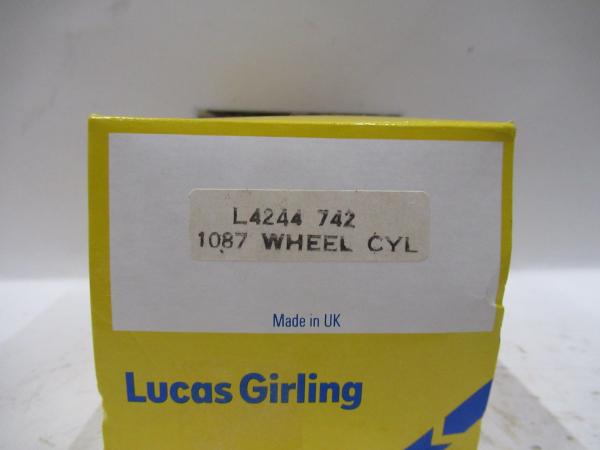 L4244 742
1087 WHEEL CYL
Made in UK
Lucas Girling